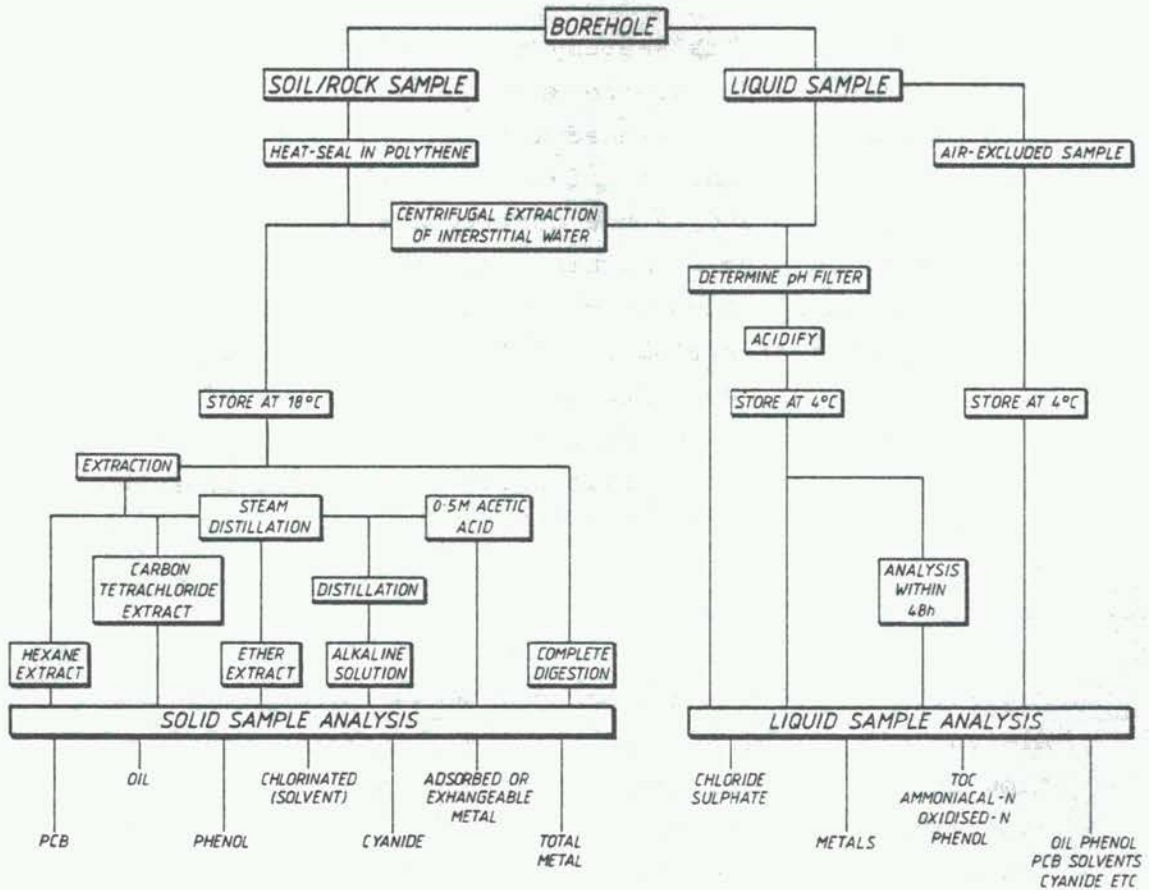 BOREHOLE
SOIL/ROCK SAMPLE
LIQUID SAMPLE
HEAT-SEAL IN POLYTHENE
AIR-EXCLUDED SAMPLE
CENTRIFUGAL EXTRACTION
OF INTERSTITIAL WATER
DETERMINE pH FILTER
ACIDIFY
STORE AT 18°C
STORE AT 4°C
STORE AT 4°C
EXTRACTION
STEAM
DISTILLATION
0·5M ACETIC
ACID
CARBON
TETRACHLORIDE
EXTRACT
DISTILLATION
ANALYSIS
WITHIN
48h
HEXANE
EXTRACT
ETHER
EXTRACT
ALKALINE
SOLUTION
COMPLETE
DIGESTION
SOLID SAMPLE ANALYSIS
LIQUID SAMPLE ANALYSIS
PCB
OIL
PHENOL
CHLORINATED
(SOLVENT)
CYANIDE
ADSORBED OR
EXHANGEABLE
METAL
TOTAL
METAL
CHLORIDE
SULPHATE
METALS
TOC
AMMONIACAL-N
OXIDISED-N
PHENOL
OIL PHENOL
PCB SOLVENTS
CYANIDE ETC